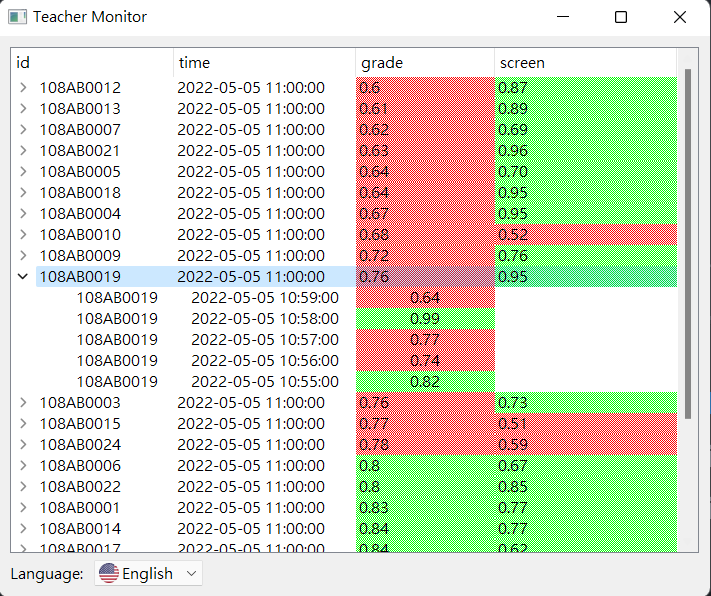 Teacher Monitor
id time grade screen
108AB0012 2022-05-05 11:00:00 0.6 0.87
108AB0013 2022-05-05 11:00:00 0.61 0.89
108AB0007 2022-05-05 11:00:00 0.62 0.69
108AB0021 2022-05-05 11:00:00 0.63 0.96
108AB0005 2022-05-05 11:00:00 0.64 0.70
108AB0018 2022-05-05 11:00:00 0.64 0.95
108AB0004 2022-05-05 11:00:00 0.67 0.95
108AB0010 2022-05-05 11:00:00 0.68 0.52
108AB0009 2022-05-05 11:00:00 0.72 0.76
108AB0019 2022-05-05 11:00:00 0.76 0.95
108AB0019 2022-05-05 10:59:00 0.64
108AB0019 2022-05-05 10:58:00 0.99
108AB0019 2022-05-05 10:57:00 0.77
108AB0019 2022-05-05 10:56:00 0.74
108AB0019 2022-05-05 10:55:00 0.82
108AB0003 2022-05-05 11:00:00 0.76 0.73
108AB0015 2022-05-05 11:00:00 0.77 0.51
108AB0024 2022-05-05 11:00:00 0.78 0.59
108AB0006 2022-05-05 11:00:00 0.8 0.67
108AB0022 2022-05-05 11:00:00 0.8 0.85
108AB0001 2022-05-05 11:00:00 0.83 0.77
108AB0014 2022-05-05 11:00:00 0.84 0.77
108AB0017 2022-05-05 11:00:00 0.84 0.62
Language: English